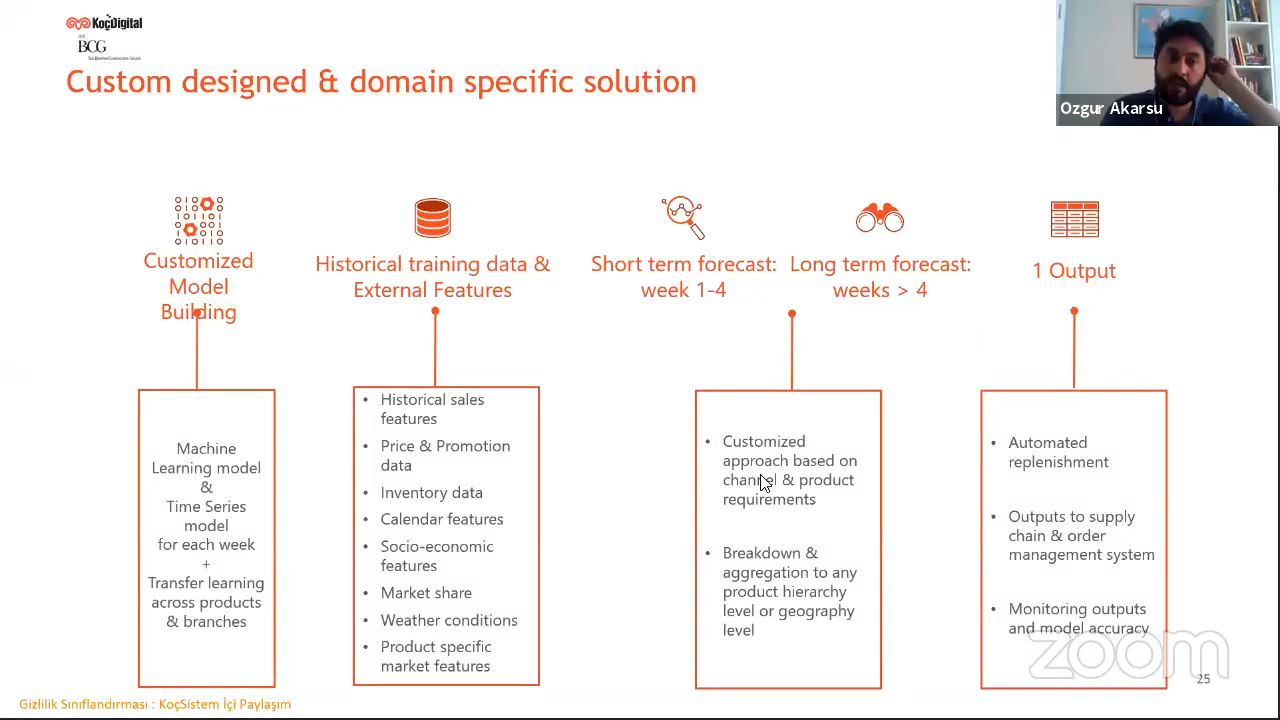 KoçDigital
BCG
Custom designed & domain specific solution
Ozgur Akarsu
Customized
Model
Building
Historical training data &
External Features
Short term forecast:
week 1-4
Long term forecast:
weeks > 4
1 Output
Machine
Learning model
&
Time Series
model
for each week
+
Transfer learning
across products
& branches
• Historical sales
features
• Price & Promotion
data
• Inventory data
• Calendar features
• Socio-economic
features
• Market share
• Weather conditions
• Product specific
market features
• Customized
approach based on
channel & product
requirements
• Breakdown &
aggregation to any
product hierarchy
level or geography
level
• Automated
replenishment
• Outputs to supply
chain & order
management system
• Monitoring outputs
and model accuracy
zoom
25
Gizlilik Sınıflandırması : KoçSistem İçi Paylaşım